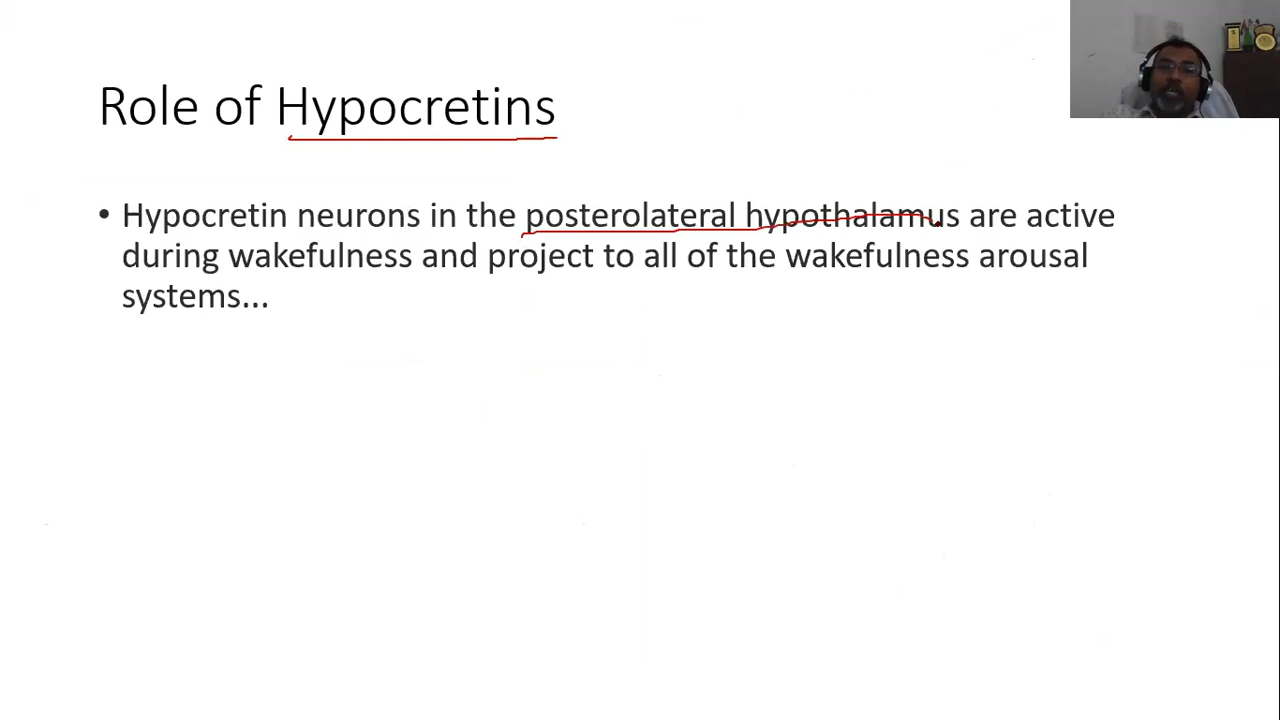 Role of Hypocretins
• Hypocretin neurons in the posterolateral hypothalamus are active
during wakefulness and project to all of the wakefulness arousal
systems...